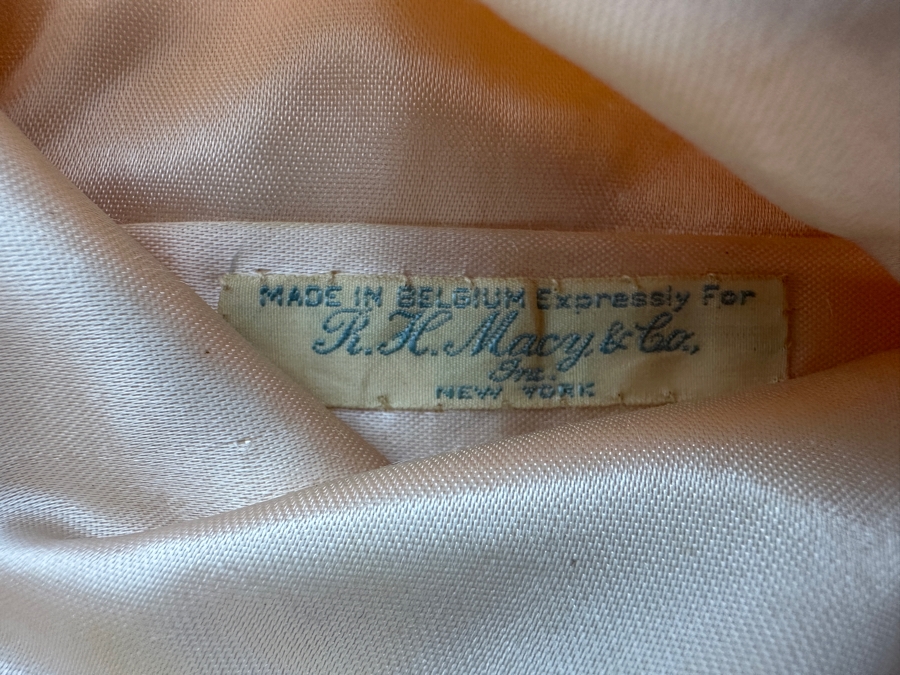 MADE IN BELGIUM Expressly For
R. H. Macy & Co.,
Inc.
NEW YORK